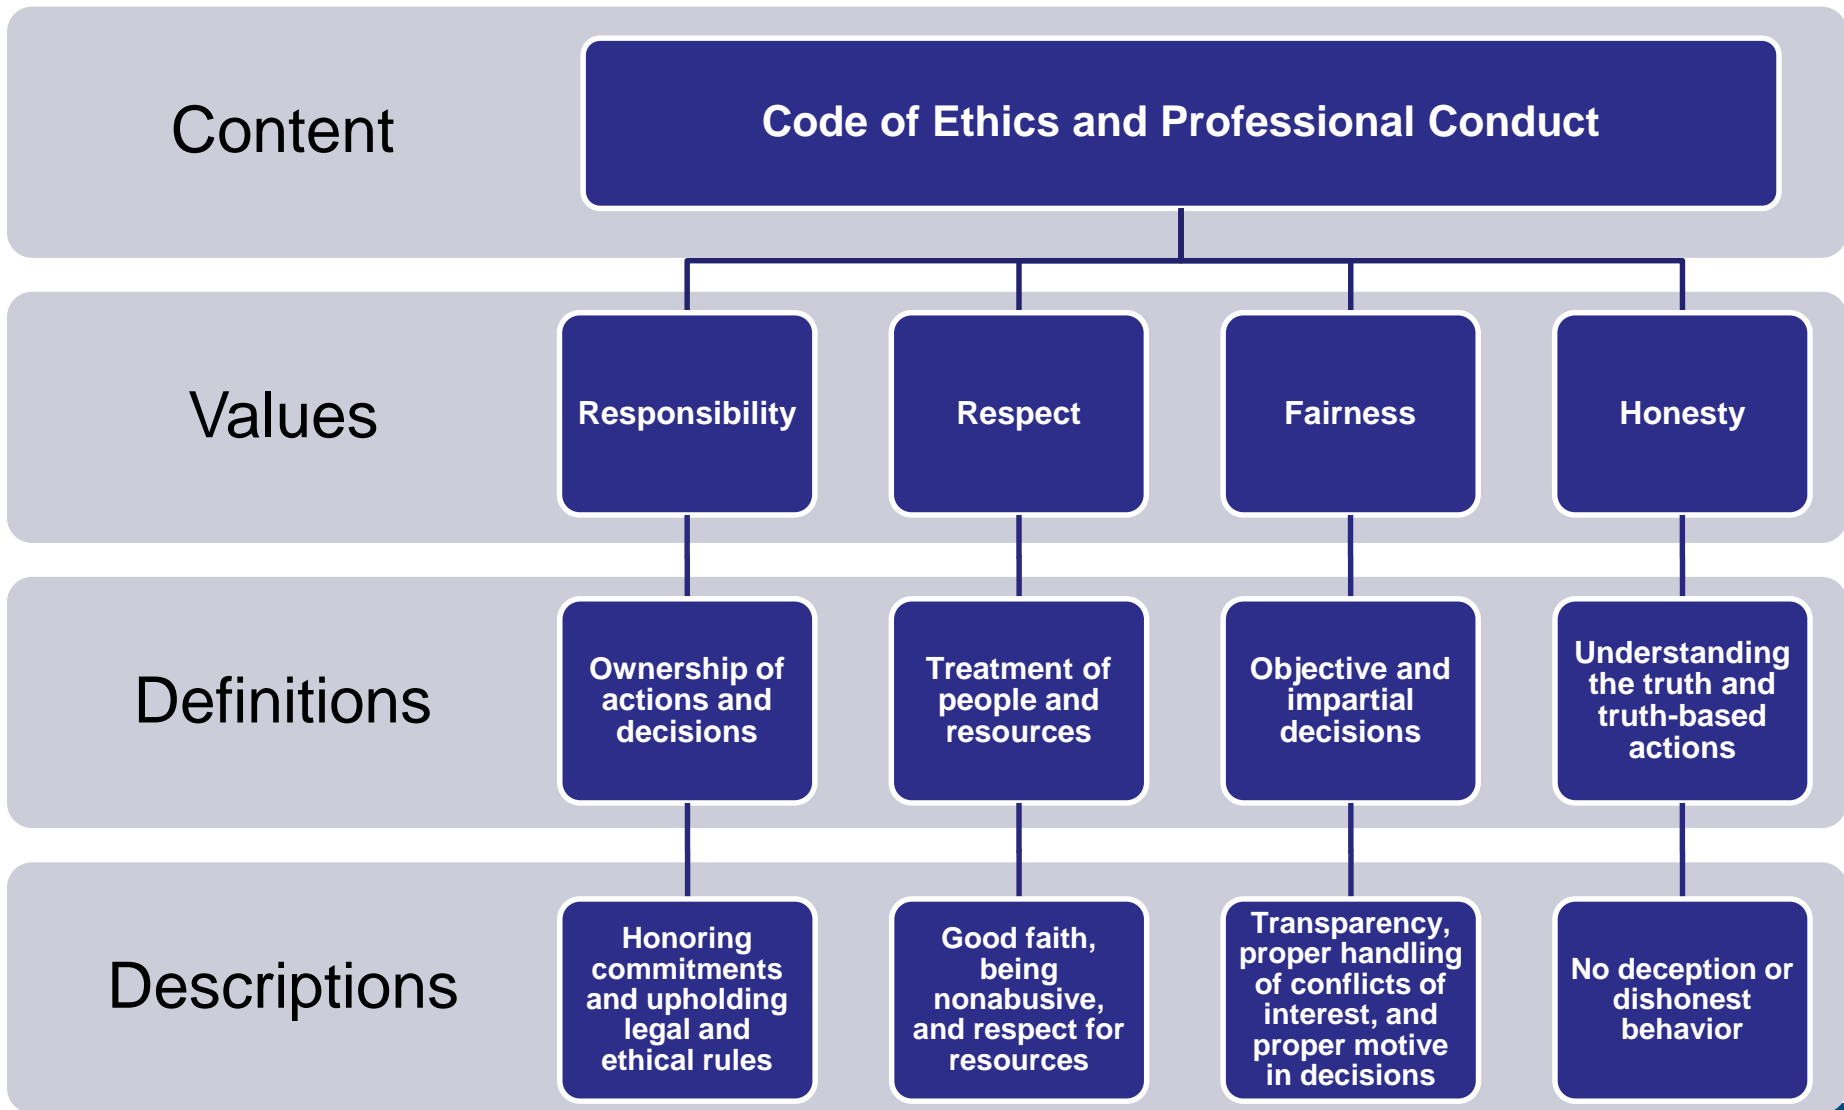 Content
Code of Ethics and Professional Conduct
Values
Responsibility
Respect
Fairness
Honesty
Definitions
Ownership of
actions and
decisions
Treatment of
people and
resources
Objective and
impartial
decisions
Understanding
the truth and
truth-based
actions
Descriptions
Honoring
commitments
and upholding
legal and
ethical rules
Good faith,
being
nonabusive,
and respect for
resources
Transparency,
proper handling
of conflicts of
interest, and
proper motive
in decisions
No deception or
dishonest
behavior